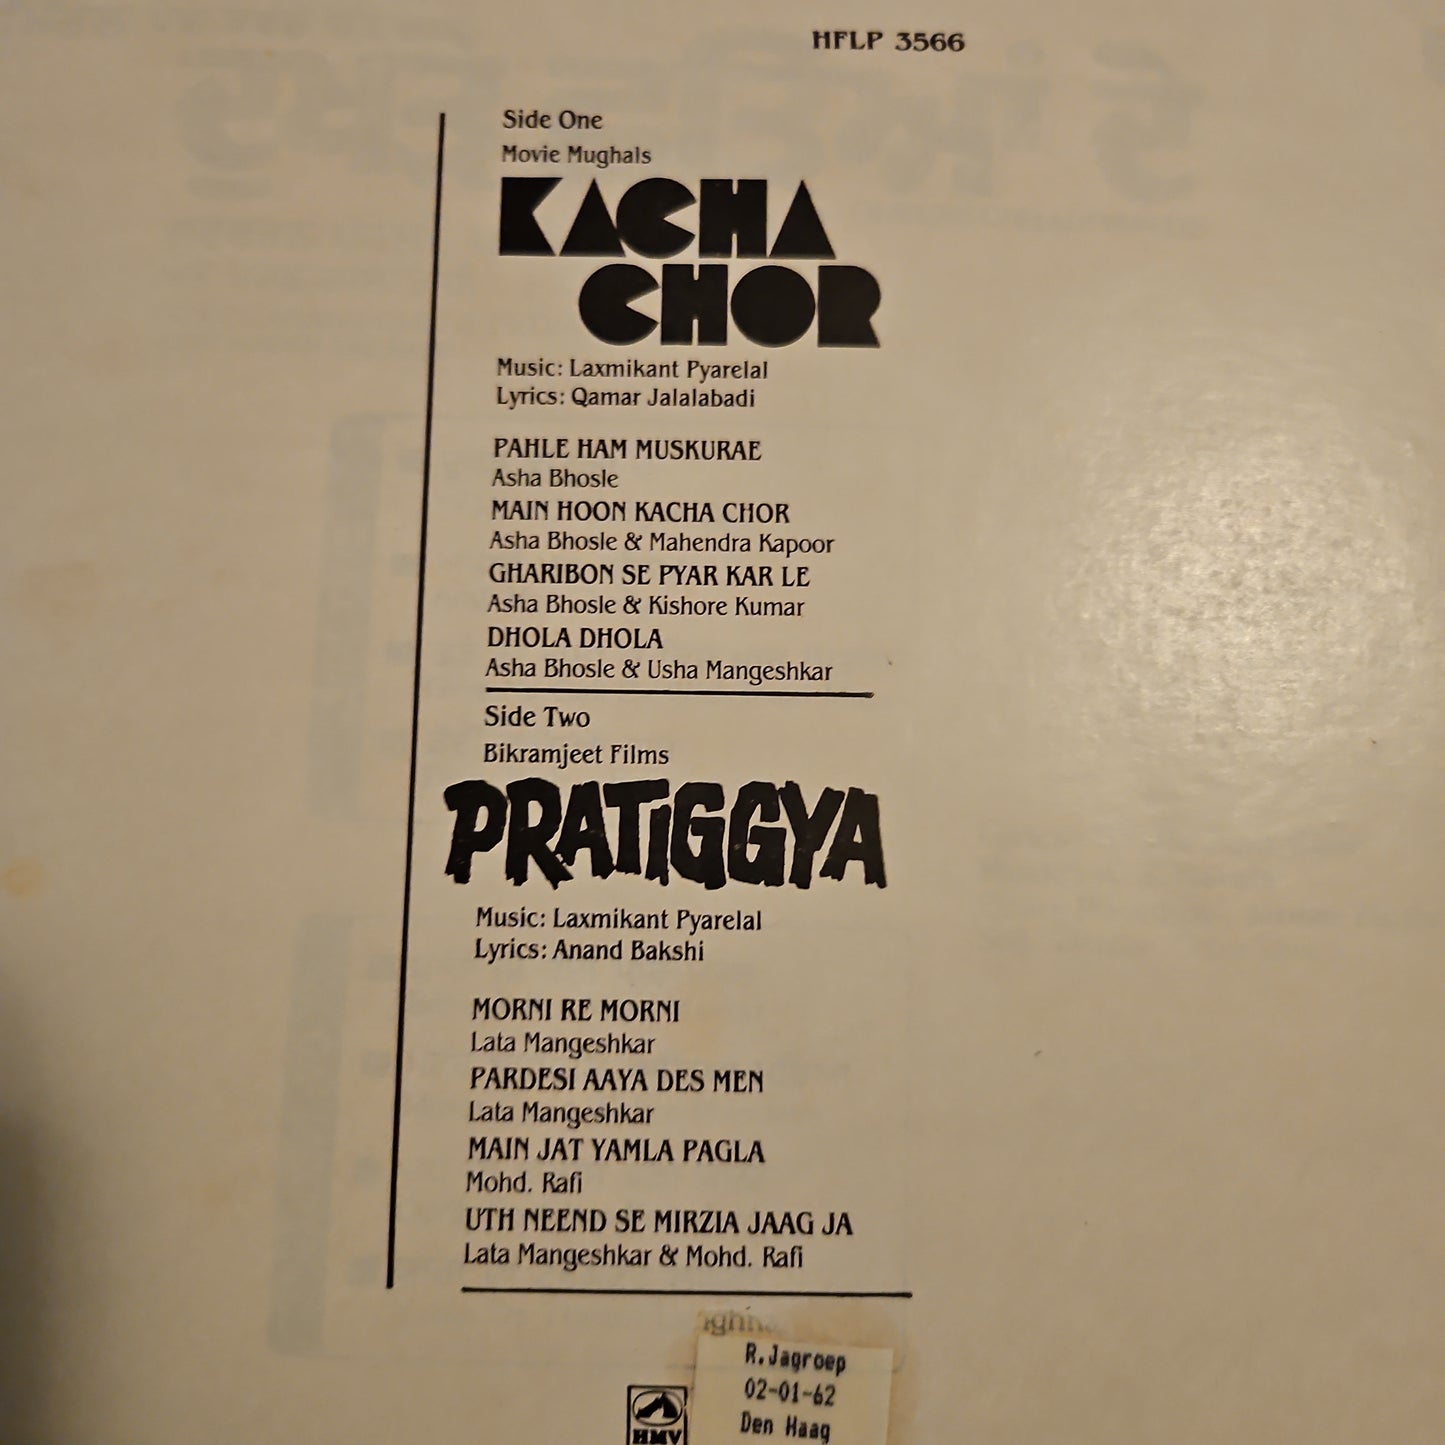 HFLP 3566
Side One
Movie Mughals
KACHA
CHOR
Music: Laxmikant Pyarelal
Lyrics: Qamar Jalalabadi
PAHLE HAM MUSKURAE
Asha Bhosle
MAIN HOON KACHA CHOR
Asha Bhosle & Mahendra Kapoor
GHARIBON SE PYAR KAR LE
Asha Bhosle & Kishore Kumar
DHOLA DHOLA
Asha Bhosle & Usha Mangeshkar
Side Two
Bikramjeet Films
PRATIGGYA
Music: Laxmikant Pyarelal
Lyrics: Anand Bakshi
MORNI RE MORNI
Lata Mangeshkar
PARDESI AAYA DES MEN
Lata Mangeshkar
MAIN JAT YAMLA PAGLA
Mohd. Rafi
UTH NEEND SE MIRZIA JAAG JA
Lata Mangeshkar & Mohd. Rafi
R.Jagroep
02-01-62
Den Haag
HMV